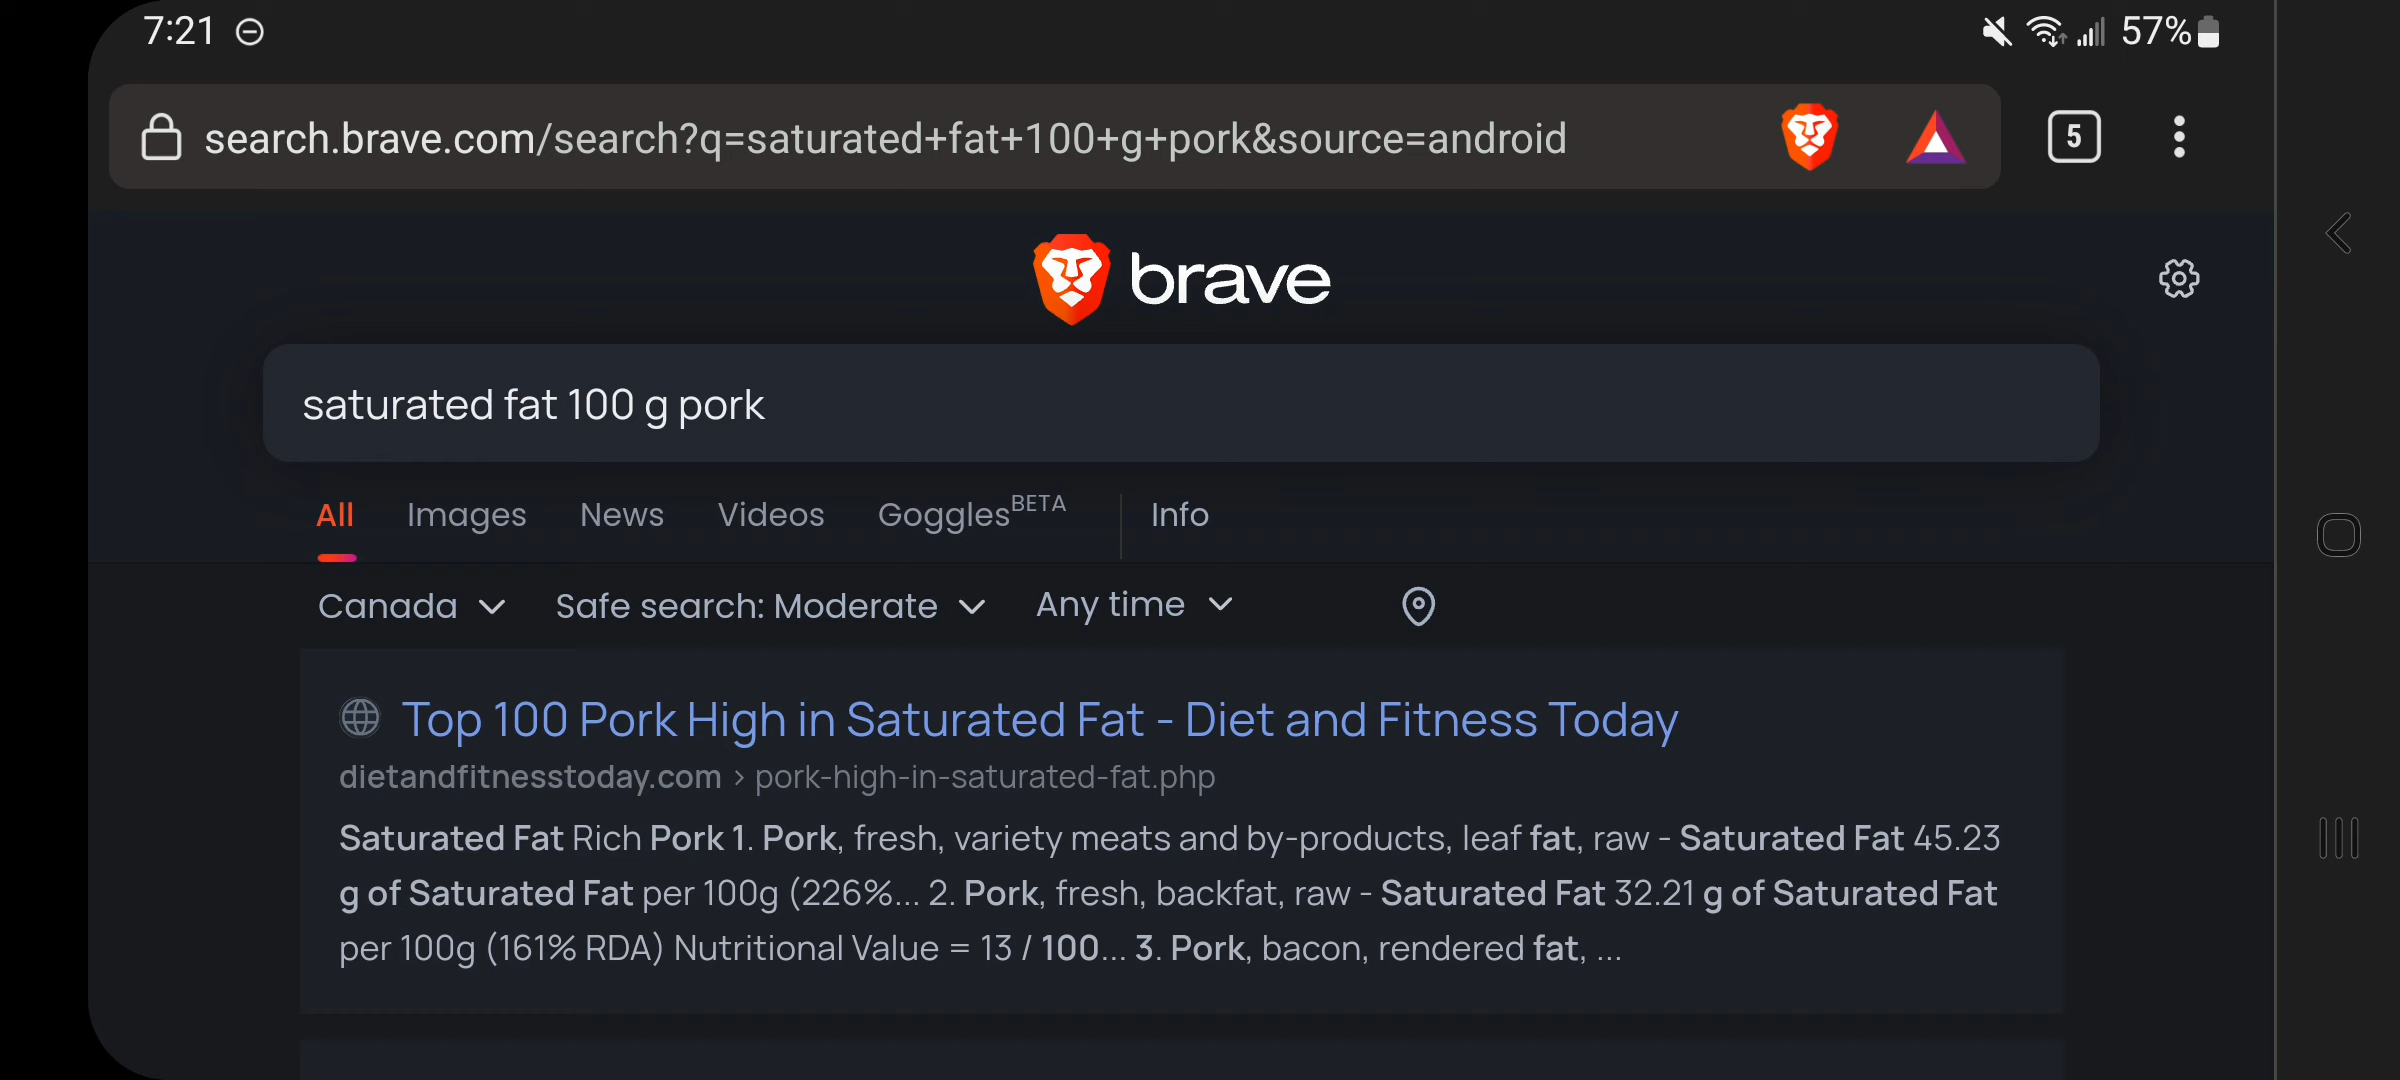 7:21 57%
search.brave.com/search?q=saturated+fat+100+g+pork&source=android 5
brave
saturated fat 100 g pork
All Images News Videos Goggles BETA Info
Canada Safe search: Moderate Any time
Top 100 Pork High in Saturated Fat - Diet and Fitness Today
dietandfitnesstoday.com > pork-high-in-saturated-fat.php
Saturated Fat Rich Pork 1. Pork, fresh, variety meats and by-products, leaf fat, raw - Saturated Fat 45.23
g of Saturated Fat per 100g (226%... 2. Pork, fresh, backfat, raw - Saturated Fat 32.21 g of Saturated Fat
per 100g (161% RDA) Nutritional Value = 13 / 100... 3. Pork, bacon, rendered fat, ...